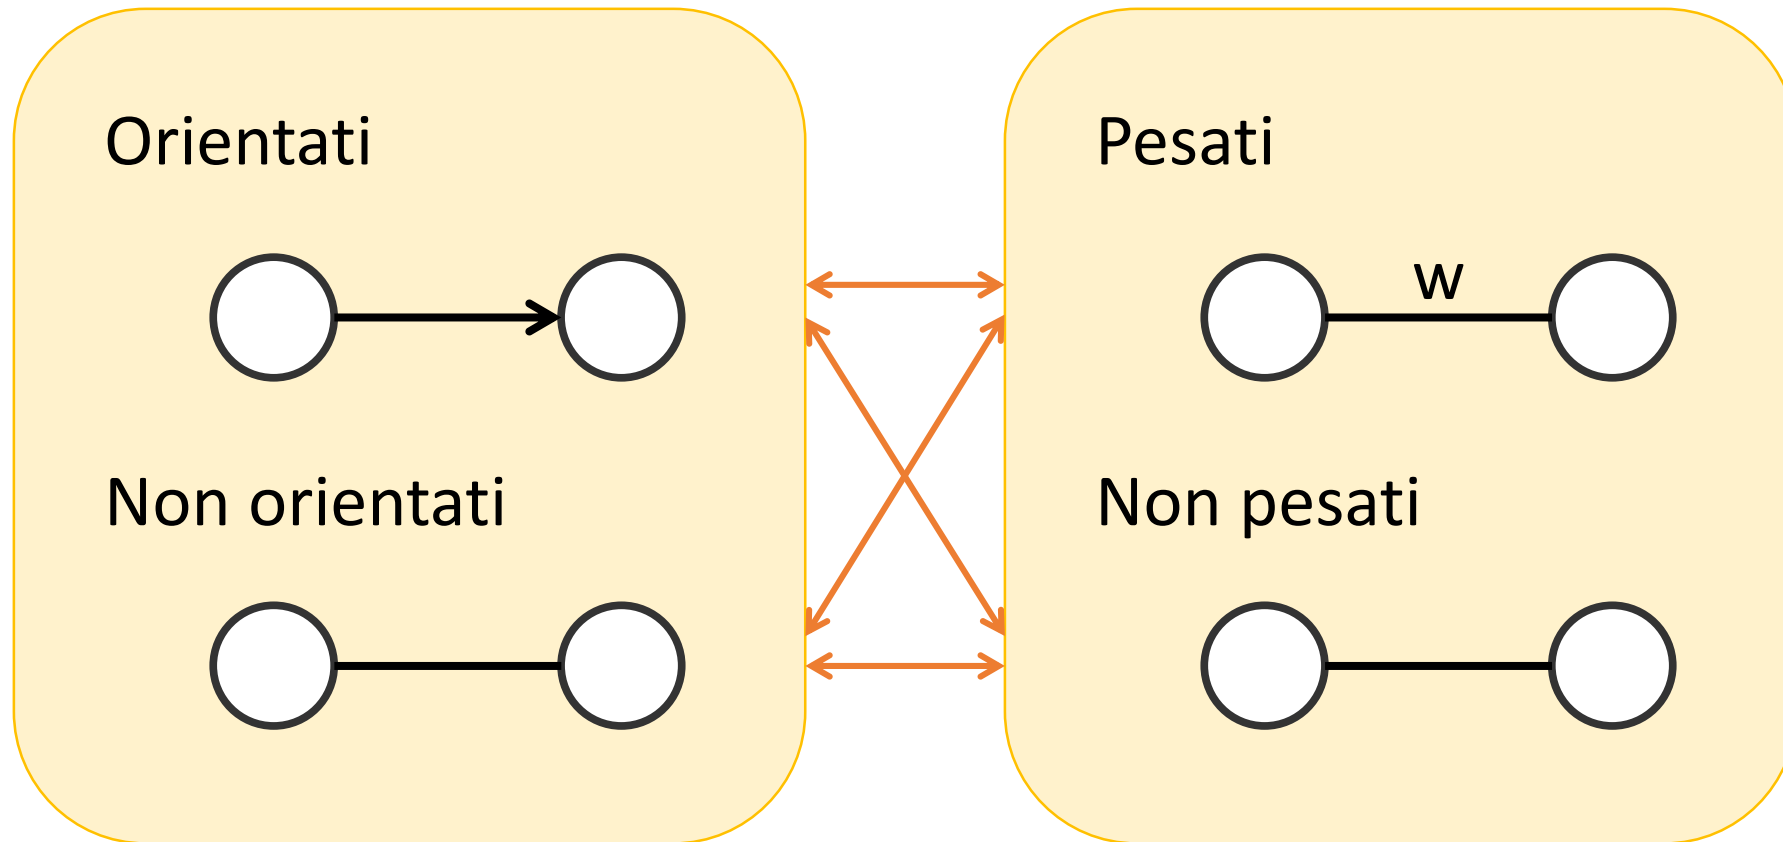 Orientati
Non orientati
Pesati
w
Non pesati